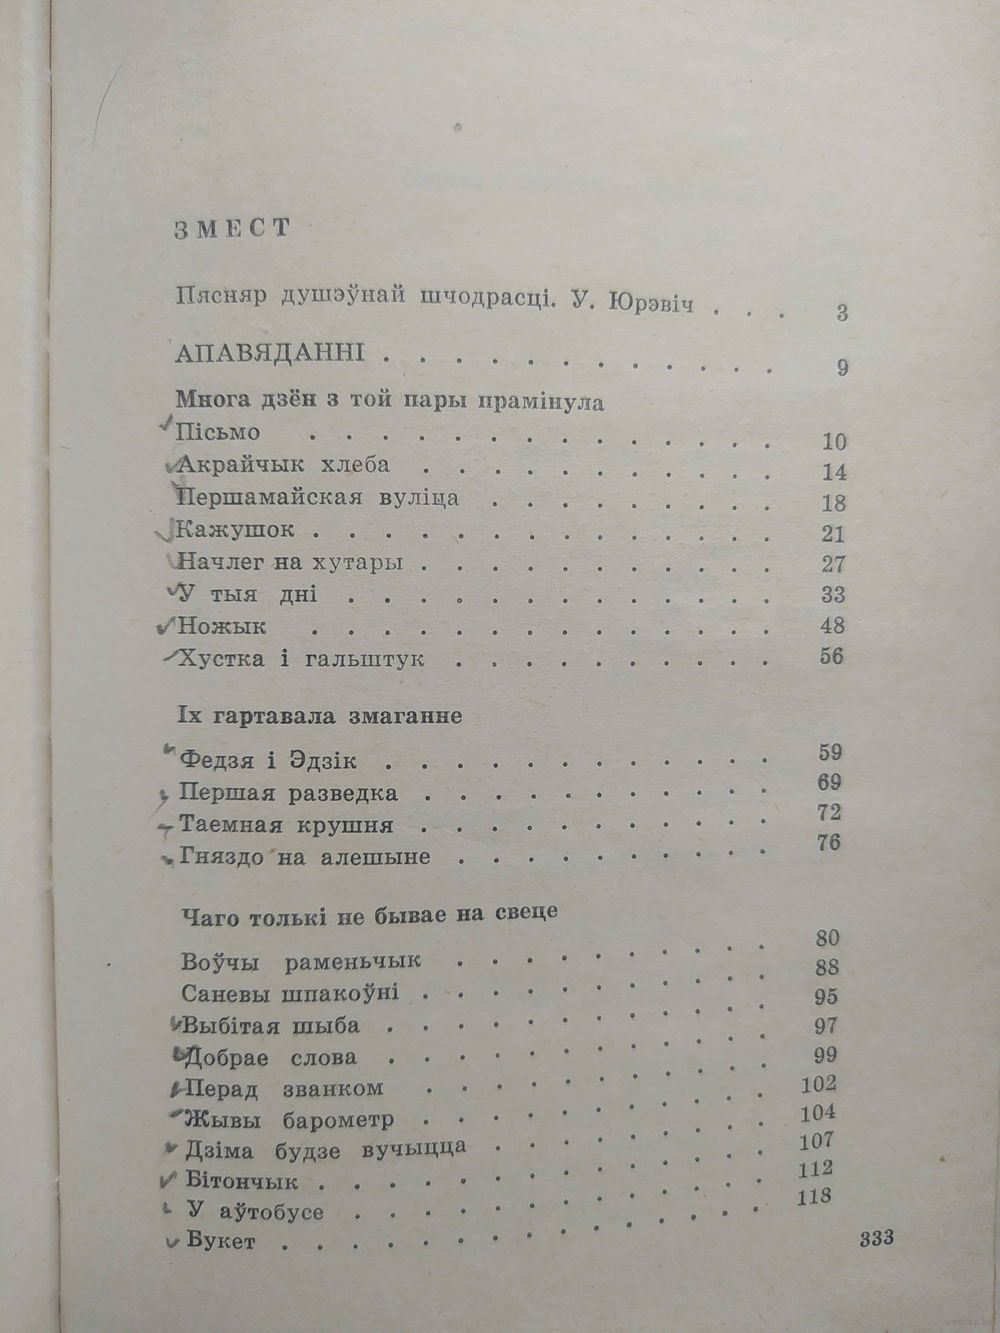 ЗМЕСТ
Пясняр душэўнай шчодрасці. У. Юрэвіч . . . 3
АПАВЯДАННІ . . . . . . . . . . . . 9
Многа дзён з той пары прамінула
Пісьмо . . . . . . . . . . . . . . 10
Акрайчык хлеба . . . . . . . . . . 14
Першамайская вуліца . . . . . . . . 18
Кажушок . . . . . . . . . . . . . 21
Начлег на хутары . . . . . . . . . . 27
У тыя дні . . . . . . . . . . . . 33
Ножык . . . . . . . . . . . . . 48
Хустка і гальштук . . . . . . . . . 56
Іх гартавала змаганне
Федзя і Эдзік . . . . . . . . . . . 59
Першая разведка . . . . . . . . . . 69
Таемная крушня . . . . . . . . . . 72
Гняздо на алешыне . . . . . . . . . 76
Чаго толькі не бывае на свеце
Воўчы раменьчык . . . . . . . . . 80
Саневы шпакоўні . . . . . . . . . . 88
Выбітая шыба . . . . . . . . . . . 95
Добрае слова . . . . . . . . . . . 97
Перад званком . . . . . . . . . . 99
Жывы барометр . . . . . . . . . . 102
Дзіма будзе вучыцца . . . . . . . . 104
Бітончык . . . . . . . . . . . . . 107
У аўтобусе . . . . . . . . . . . . 112
Букет . . . . . . . . . . . . . . 118
333
www.ay.by